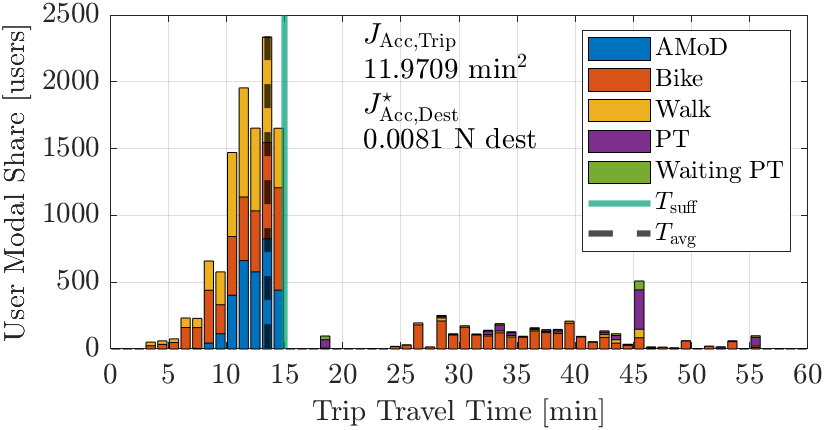 User Modal Share [users]
2500
2000
1500
1000
500
0
J_Acc,Trip
11.9709 min²
J*_Acc,Dest
0.0081 N dest
AMoD
Bike
Walk
PT
Waiting PT
T_suff
T_avg
0 5 10 15 20 25 30 35 40 45 50 55 60
Trip Travel Time [min]